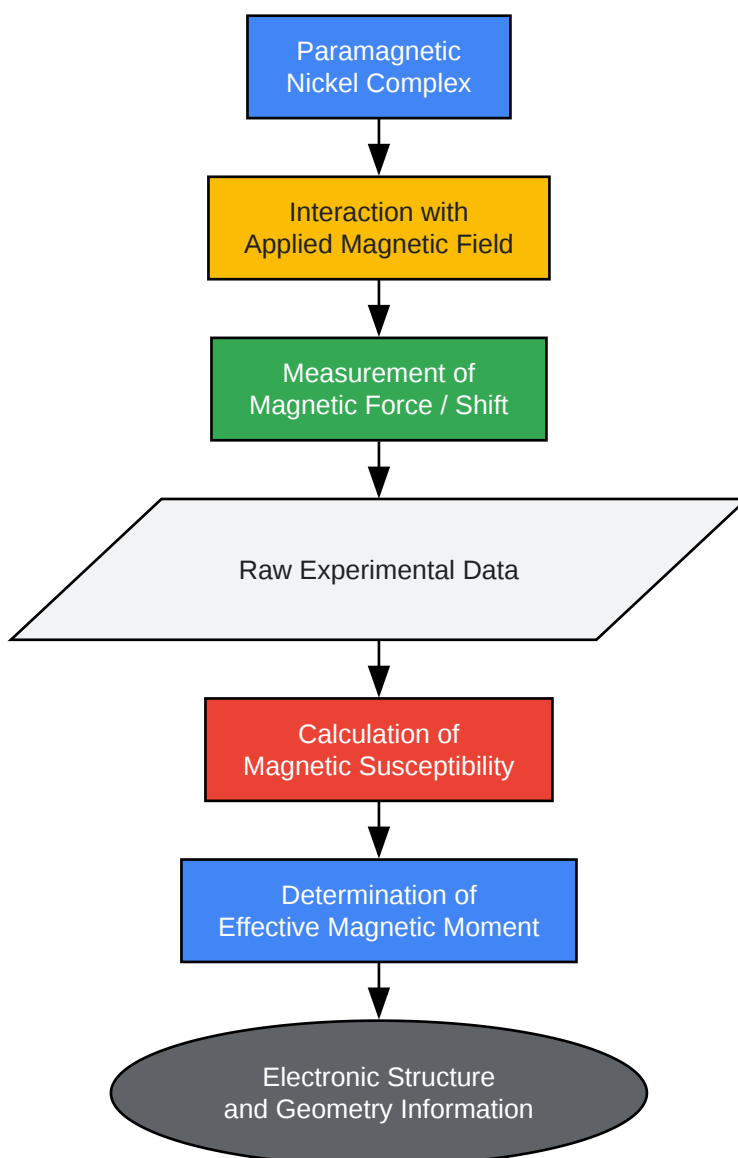 Paramagnetic
Nickel Complex
Interaction with
Applied Magnetic Field
Measurement of
Magnetic Force / Shift
Raw Experimental Data
Calculation of
Magnetic Susceptibility
Determination of
Effective Magnetic Moment
Electronic Structure
and Geometry Information